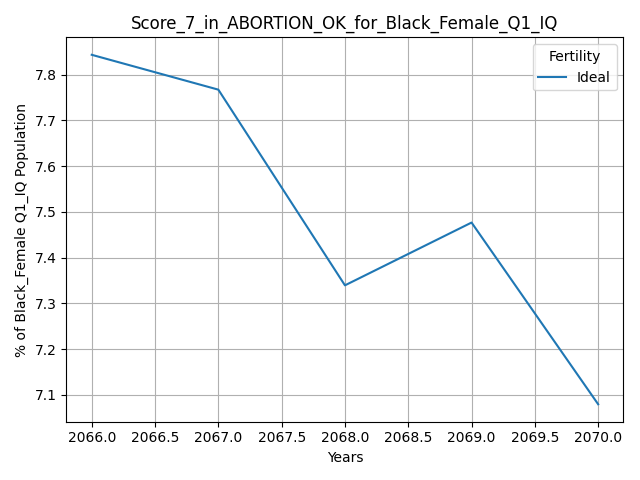 Score_7_in_ABORTION_OK_for_Black_Female_Q1_IQ
Fertility
Ideal
% of Black_Female Q1_IQ Population
7.8
7.7
7.6
7.5
7.4
7.3
7.2
7.1
2066.0 2066.5 2067.0 2067.5 2068.0 2068.5 2069.0 2069.5 2070.0
Years